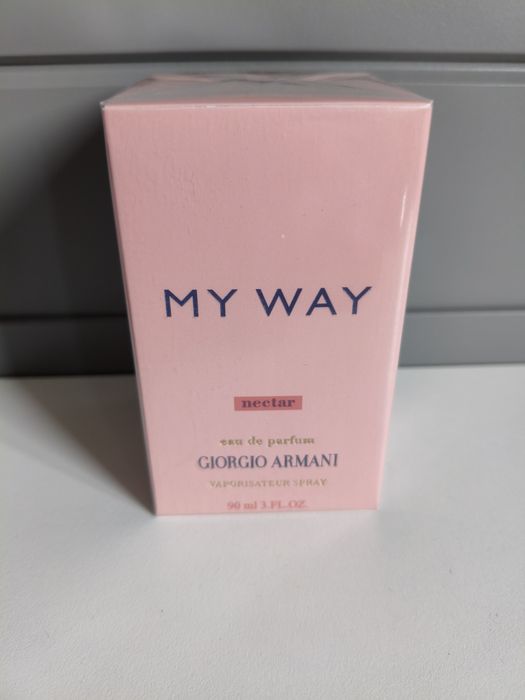 MY WAY
nectar
eau de parfum
GIORGIO ARMANI
VAPORISATEUR SPRAY
90 ml 3.FL.OZ.